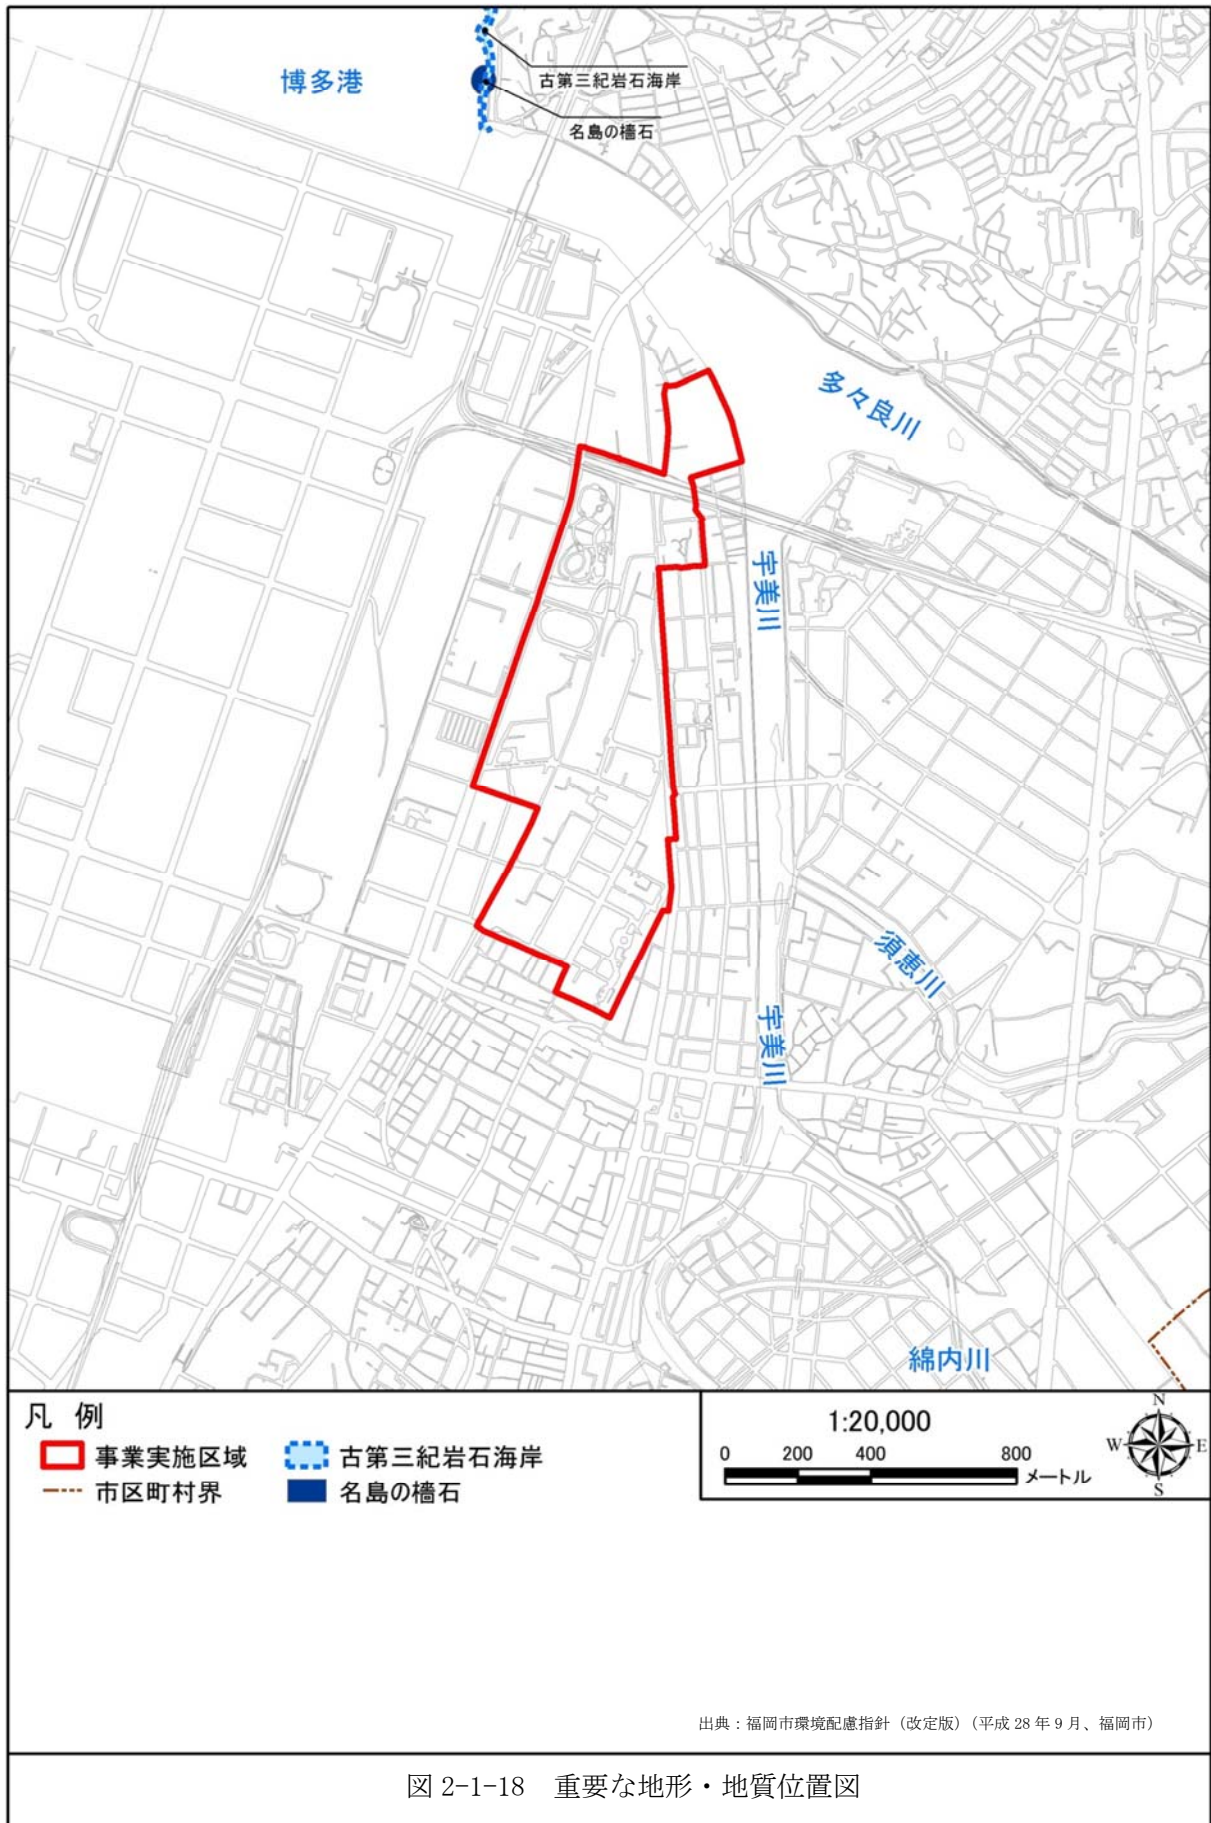 博多港
古第三紀岩石海岸
名島の檣石
多々良川
宇美川
須恵川
宇美川
綿内川
凡 例
事業実施区域
古第三紀岩石海岸
市区町村界
名島の檣石
1:20,000
0 200 400 800
メートル
N
W E
S
出典：福岡市環境配慮指針（改定版）（平成 28 年 9 月、福岡市）
図 2-1-18 重要な地形・地質位置図